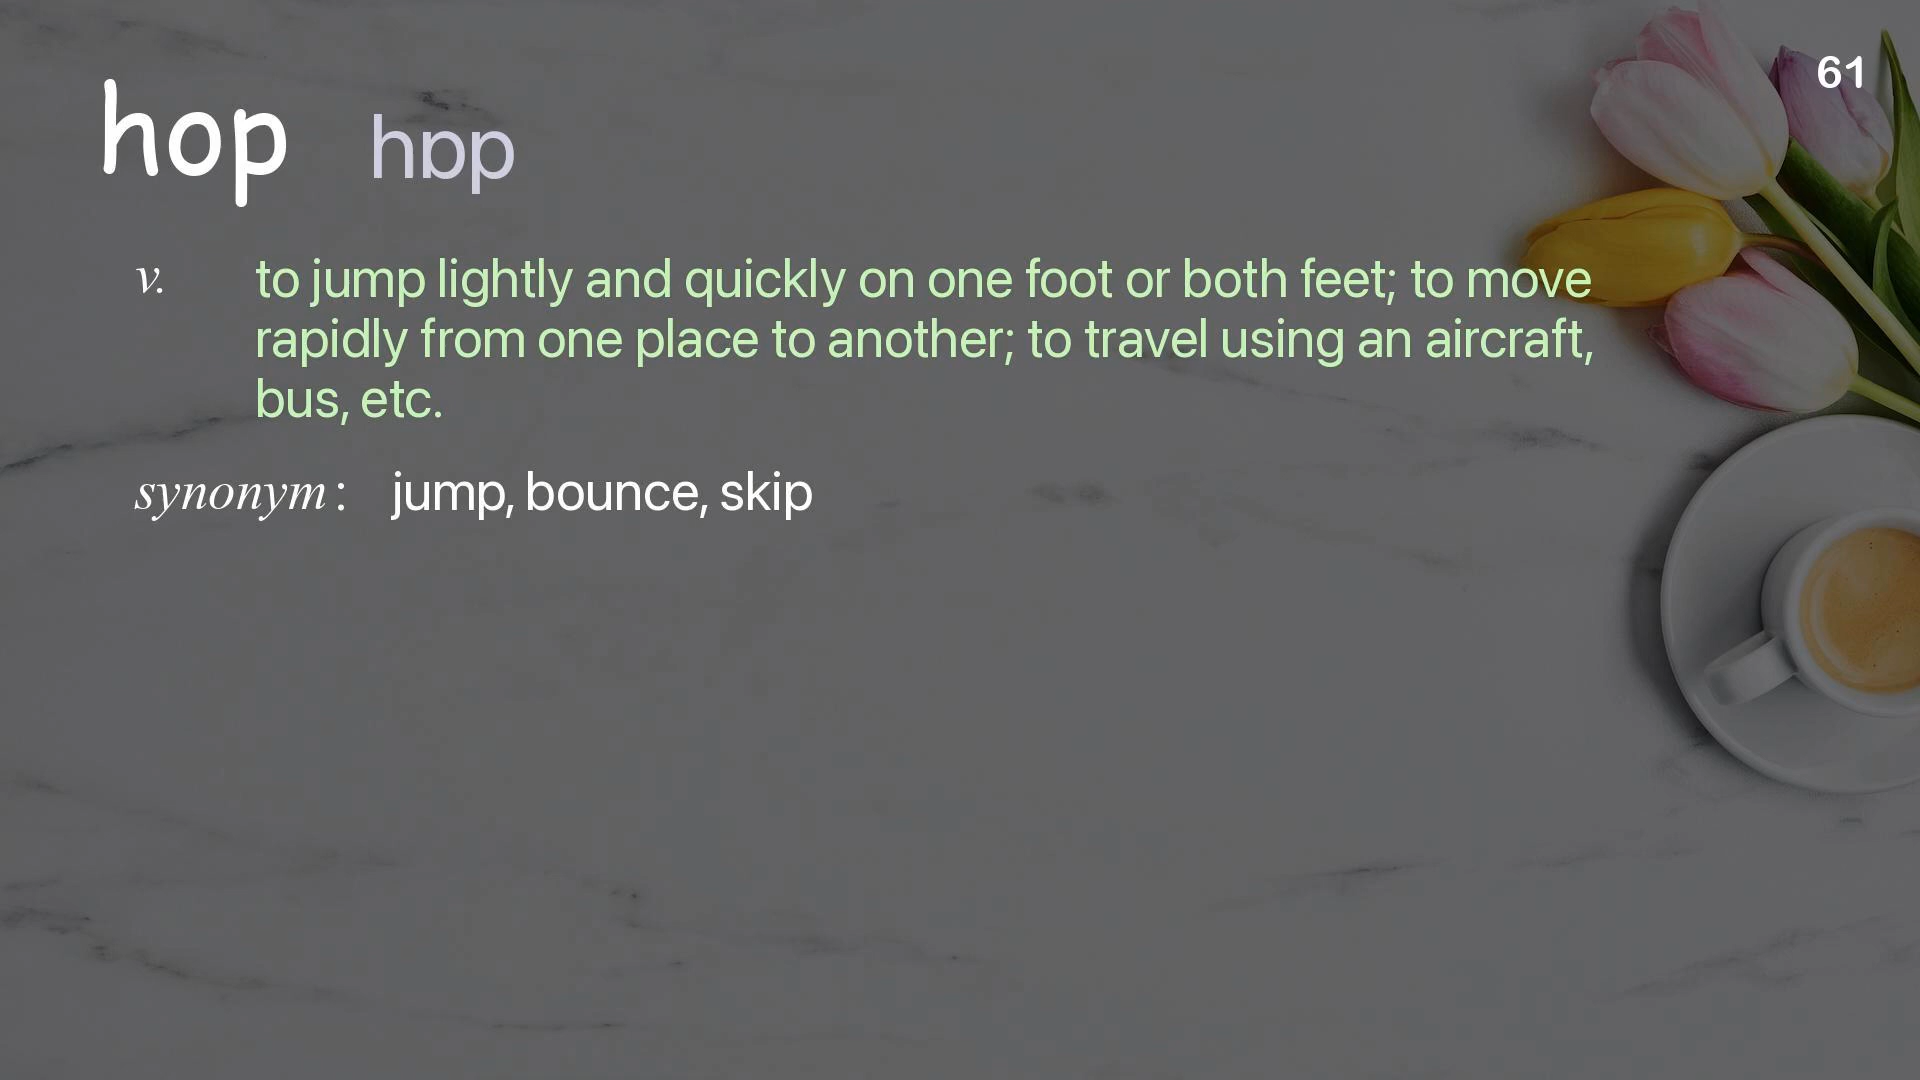 61
hop hɒp
v. to jump lightly and quickly on one foot or both feet; to move
rapidly from one place to another; to travel using an aircraft,
bus, etc.
synonym : jump, bounce, skip